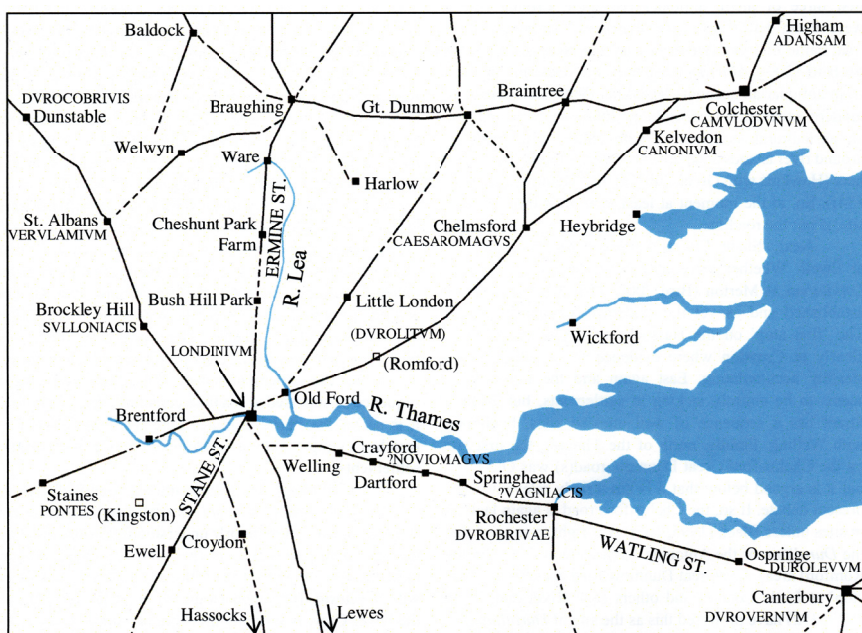 Baldock
Higham
ADANSAM
DVROCOBRIVIS
Dunstable
Braughing
Gt. Dunmow
Braintree
Colchester
CAMVLODVNVM
Welwyn
Ware
Kelvedon
CANONIVM
Harlow
St. Albans
VERVLAMIVM
Cheshunt Park
Farm
ERMINE ST.
R. Lea
Chelmsford
CAESAROMAGVS
Heybridge
Brockley Hill
SVLLONIACIS
Bush Hill Park
Little London
(DVROLITVM)
(Romford)
Wickford
LONDINIVM
Old Ford
R. Thames
Brentford
STANE ST.
Welling
Crayford
?NOVIOMAGVS
Dartford
Springhead
?VAGNIACIS
Staines
PONTES
(Kingston)
Rochester
DVROBRIVAE
WATLING ST.
Ewell
Croydon
Ospringe
DUROLEVVM
Hassocks
Lewes
Canterbury
DVROVERNVM